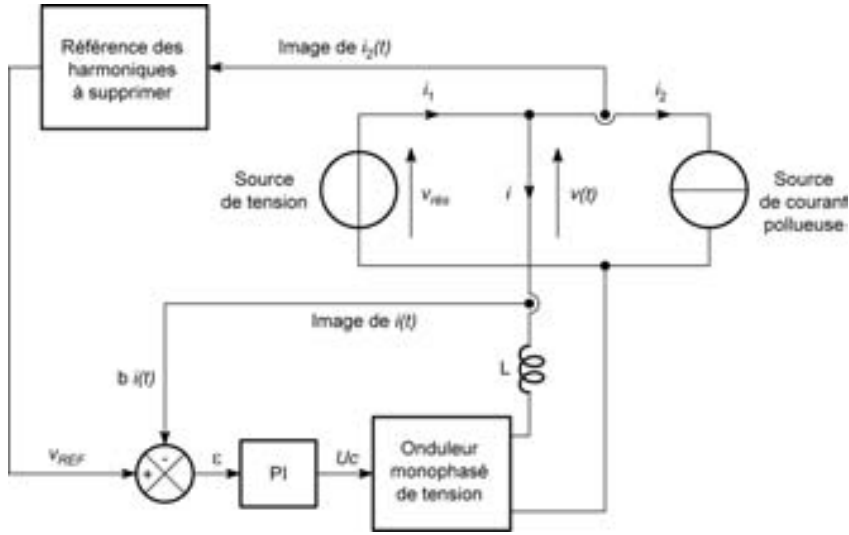 Référence des
harmoniques
à supprimer
Image de i₂(t)
i₁
i₂
Source
de tension
vrés
i
v(t)
Source
de courant
pollueuse
Image de i(t)
L
b i(t)
vREF
+
-
ε
PI
Uc
Onduleur
monophasé
de tension